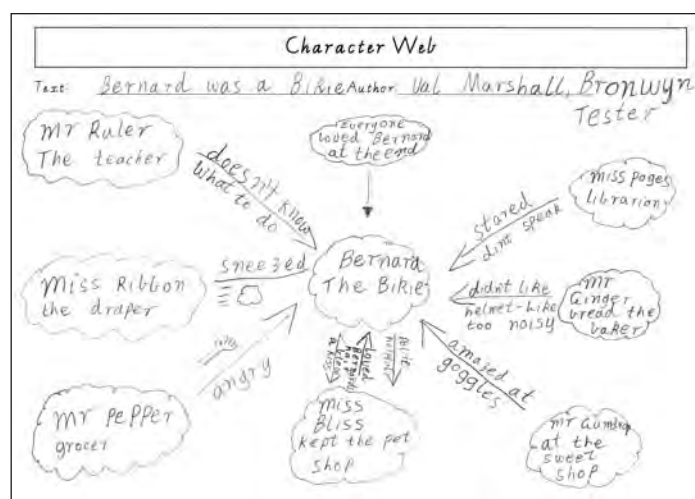 Character Web
Text: Bernard was a Bikie Author: Val Marshall, Bronwyn
Tester
Mr Ruler
The teacher
doesn't know
what to do
Everyone
loved Bernard
at the end
Miss pages
librarion
stared
dint speak
Bernard
The Bikie
Miss Ribbon
the draper
sneezed
didnt like
helmet-bike
too noisy
mr
Ginger
bread the
baker
angry
Mr Pepper
grocer
a kiss
loved
Miss
Bliss
kept the pet
shop
amazed at
goggles
mr Gumdrop
at the
sweet
shop